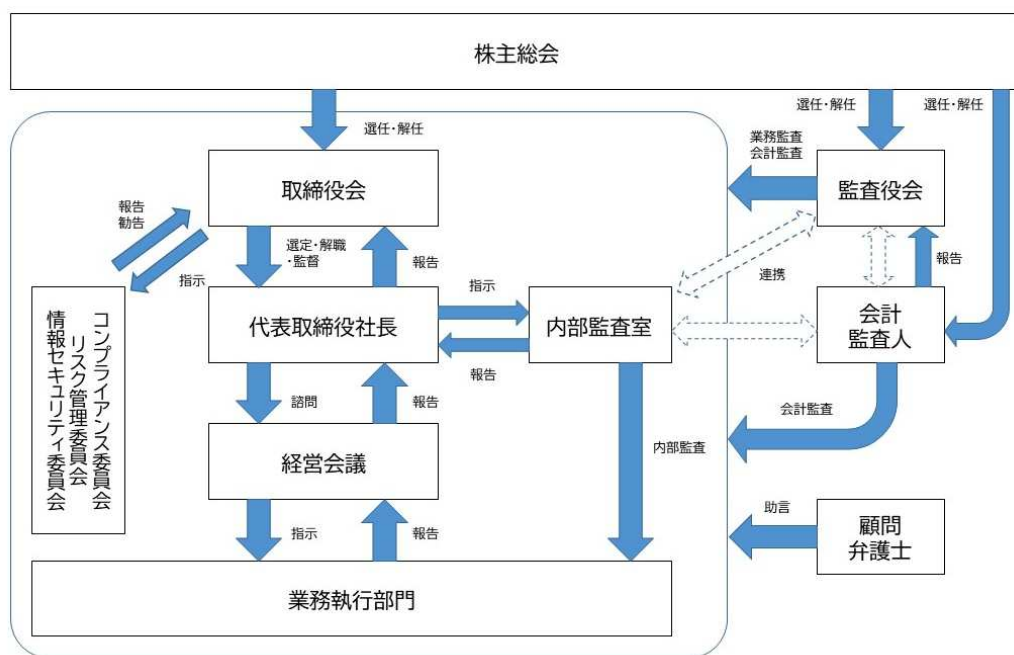 株主総会
選任・解任
選任・解任
選任・解任
業務監査
会計監査
取締役会
監査役会
報告
勧告
指示
選定・解職
・監督
報告
連携
報告
コンプライアンス委員会
リスク管理委員会
情報セキュリティ委員会
代表取締役社長
指示
報告
内部監査室
会計
監査人
諮問
報告
会計監査
経営会議
内部監査
指示
報告
助言
顧問
弁護士
業務執行部門